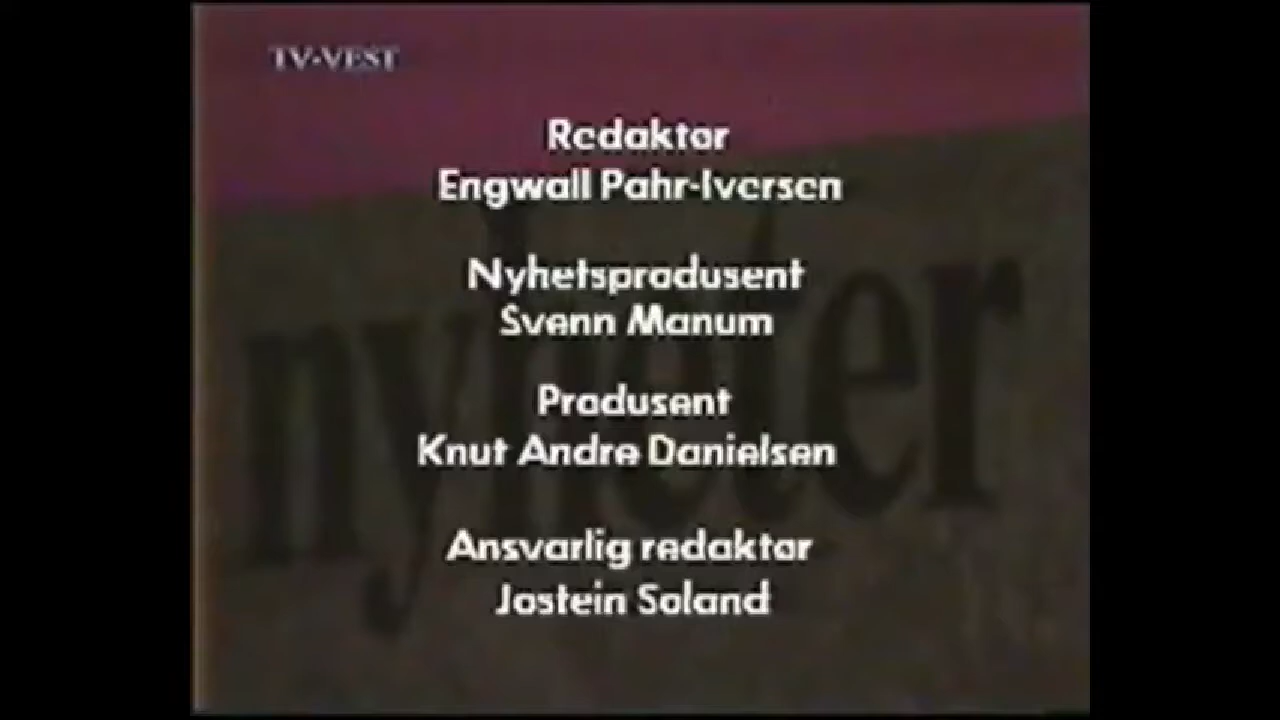 TV-VEST
Redaktør
Engwall Pahr-Iversen
Nyhetsprodusent
Svenn Manum
Produsent
Knut Andre Danielsen
Ansvarlig redaktør
Jostein Soland
nyheter